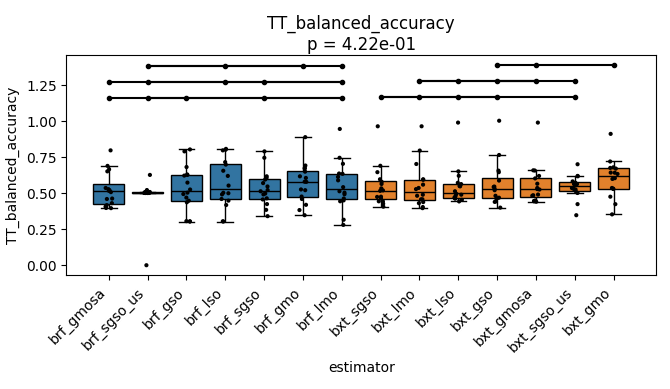 TT_balanced_accuracy
p = 4.22e-01
TT_balanced_accuracy
1.25
1.00
0.75
0.50
0.25
0.00
brf_gmosa
brf_sgso_us
brf_gso
brf_lso
brf_sgso
brf_gmo
brf_lmo
bxt_sgso
bxt_lmo
bxt_lso
bxt_gso
bxt_gmosa
bxt_sgso_us
bxt_gmo
estimator